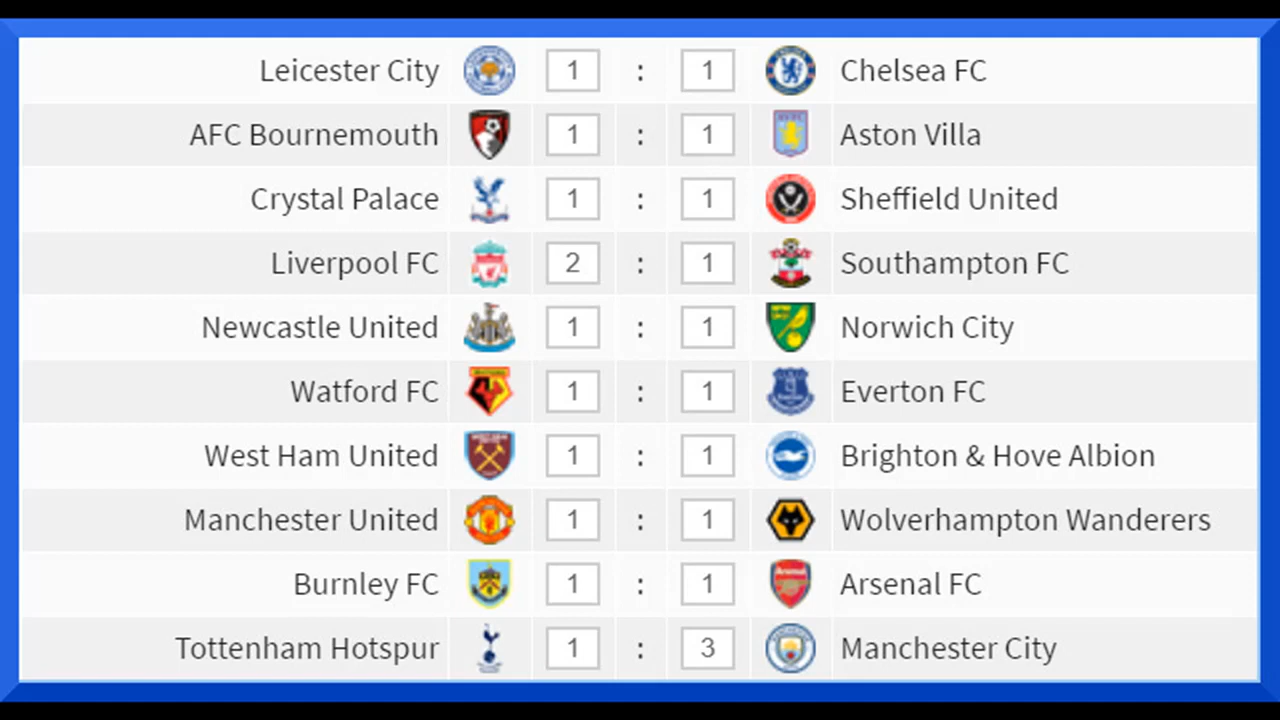 Leicester City 1 : 1 Chelsea FC
AFC Bournemouth 1 : 1 Aston Villa
Crystal Palace 1 : 1 Sheffield United
Liverpool FC 2 : 1 Southampton FC
Newcastle United 1 : 1 Norwich City
Watford FC 1 : 1 Everton FC
West Ham United 1 : 1 Brighton & Hove Albion
Manchester United 1 : 1 Wolverhampton Wanderers
Burnley FC 1 : 1 Arsenal FC
Tottenham Hotspur 1 : 3 Manchester City